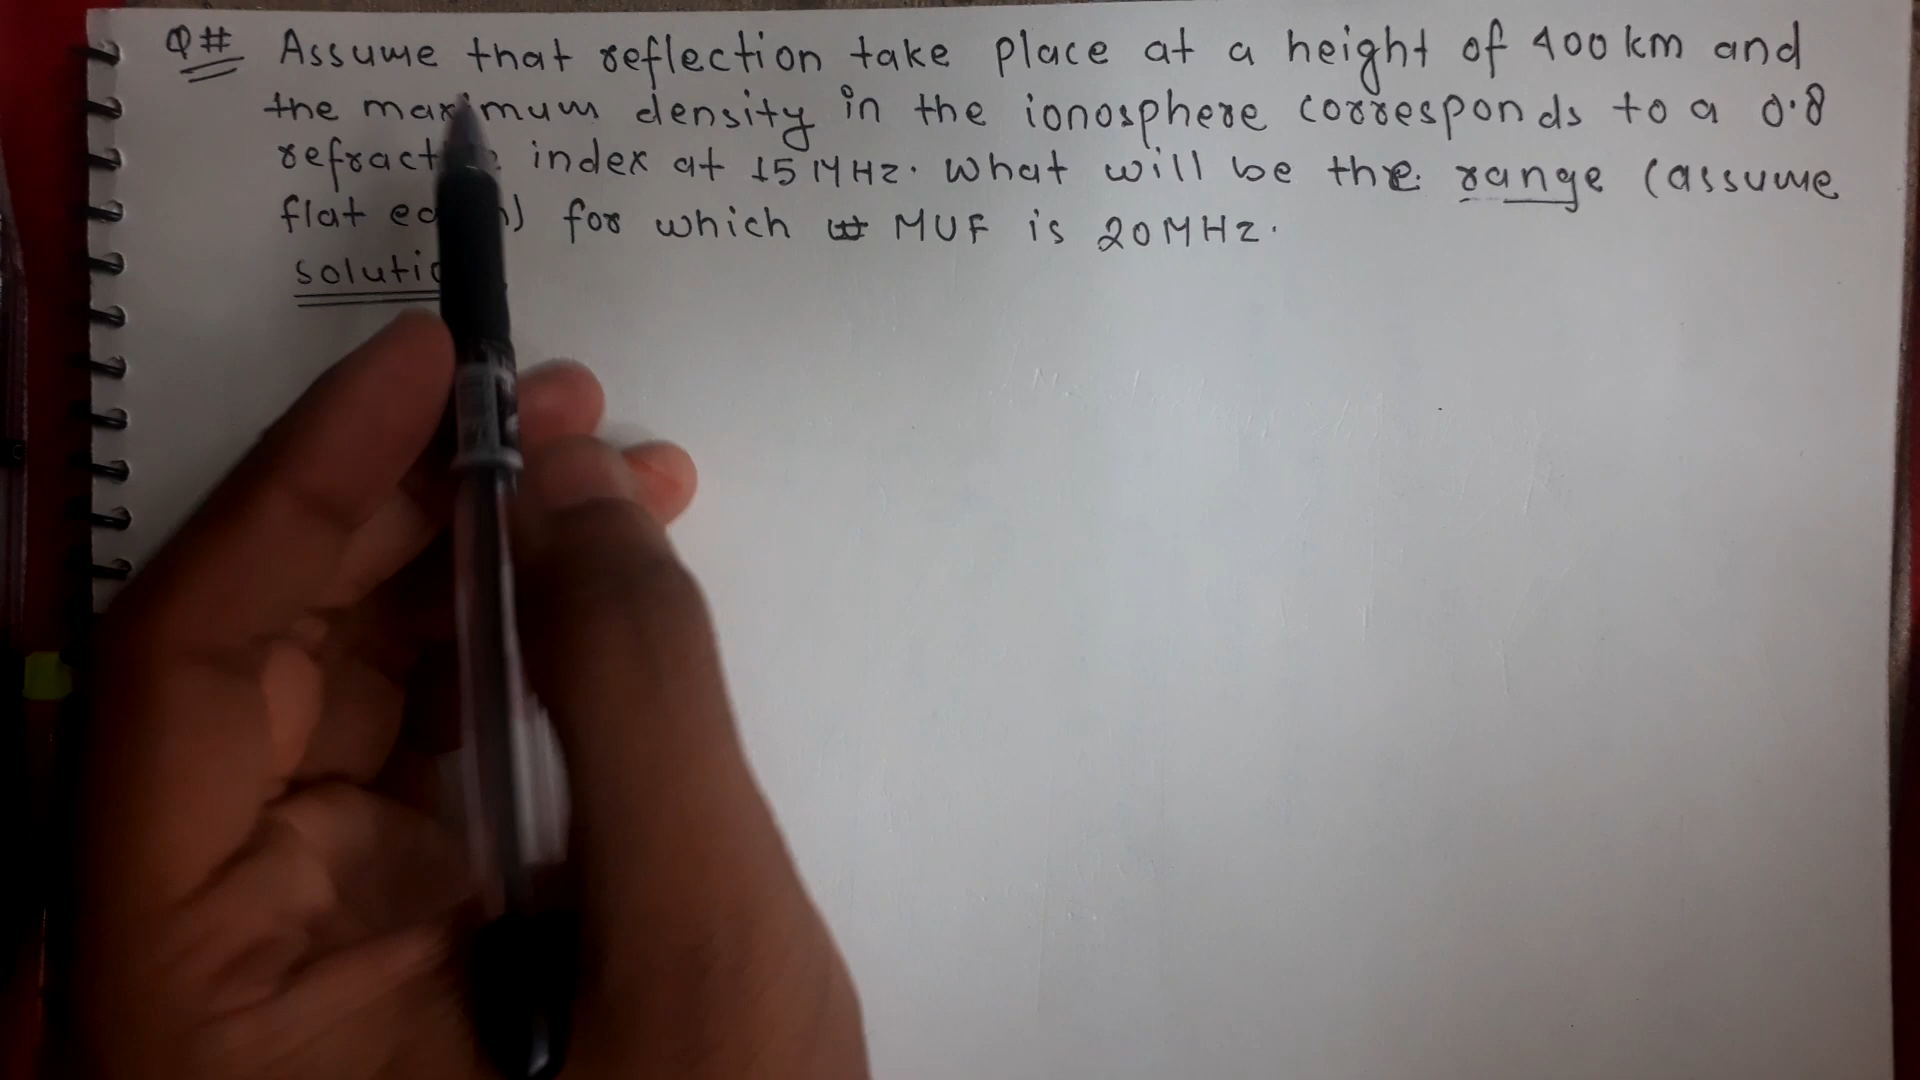 Q# Assume that reflection take place at a height of 400 km and
the maximum density in the ionosphere corresponds to a 0.8
index at 15 MHz. What will be the range (assume
flat for which MUF is 20 MHz.